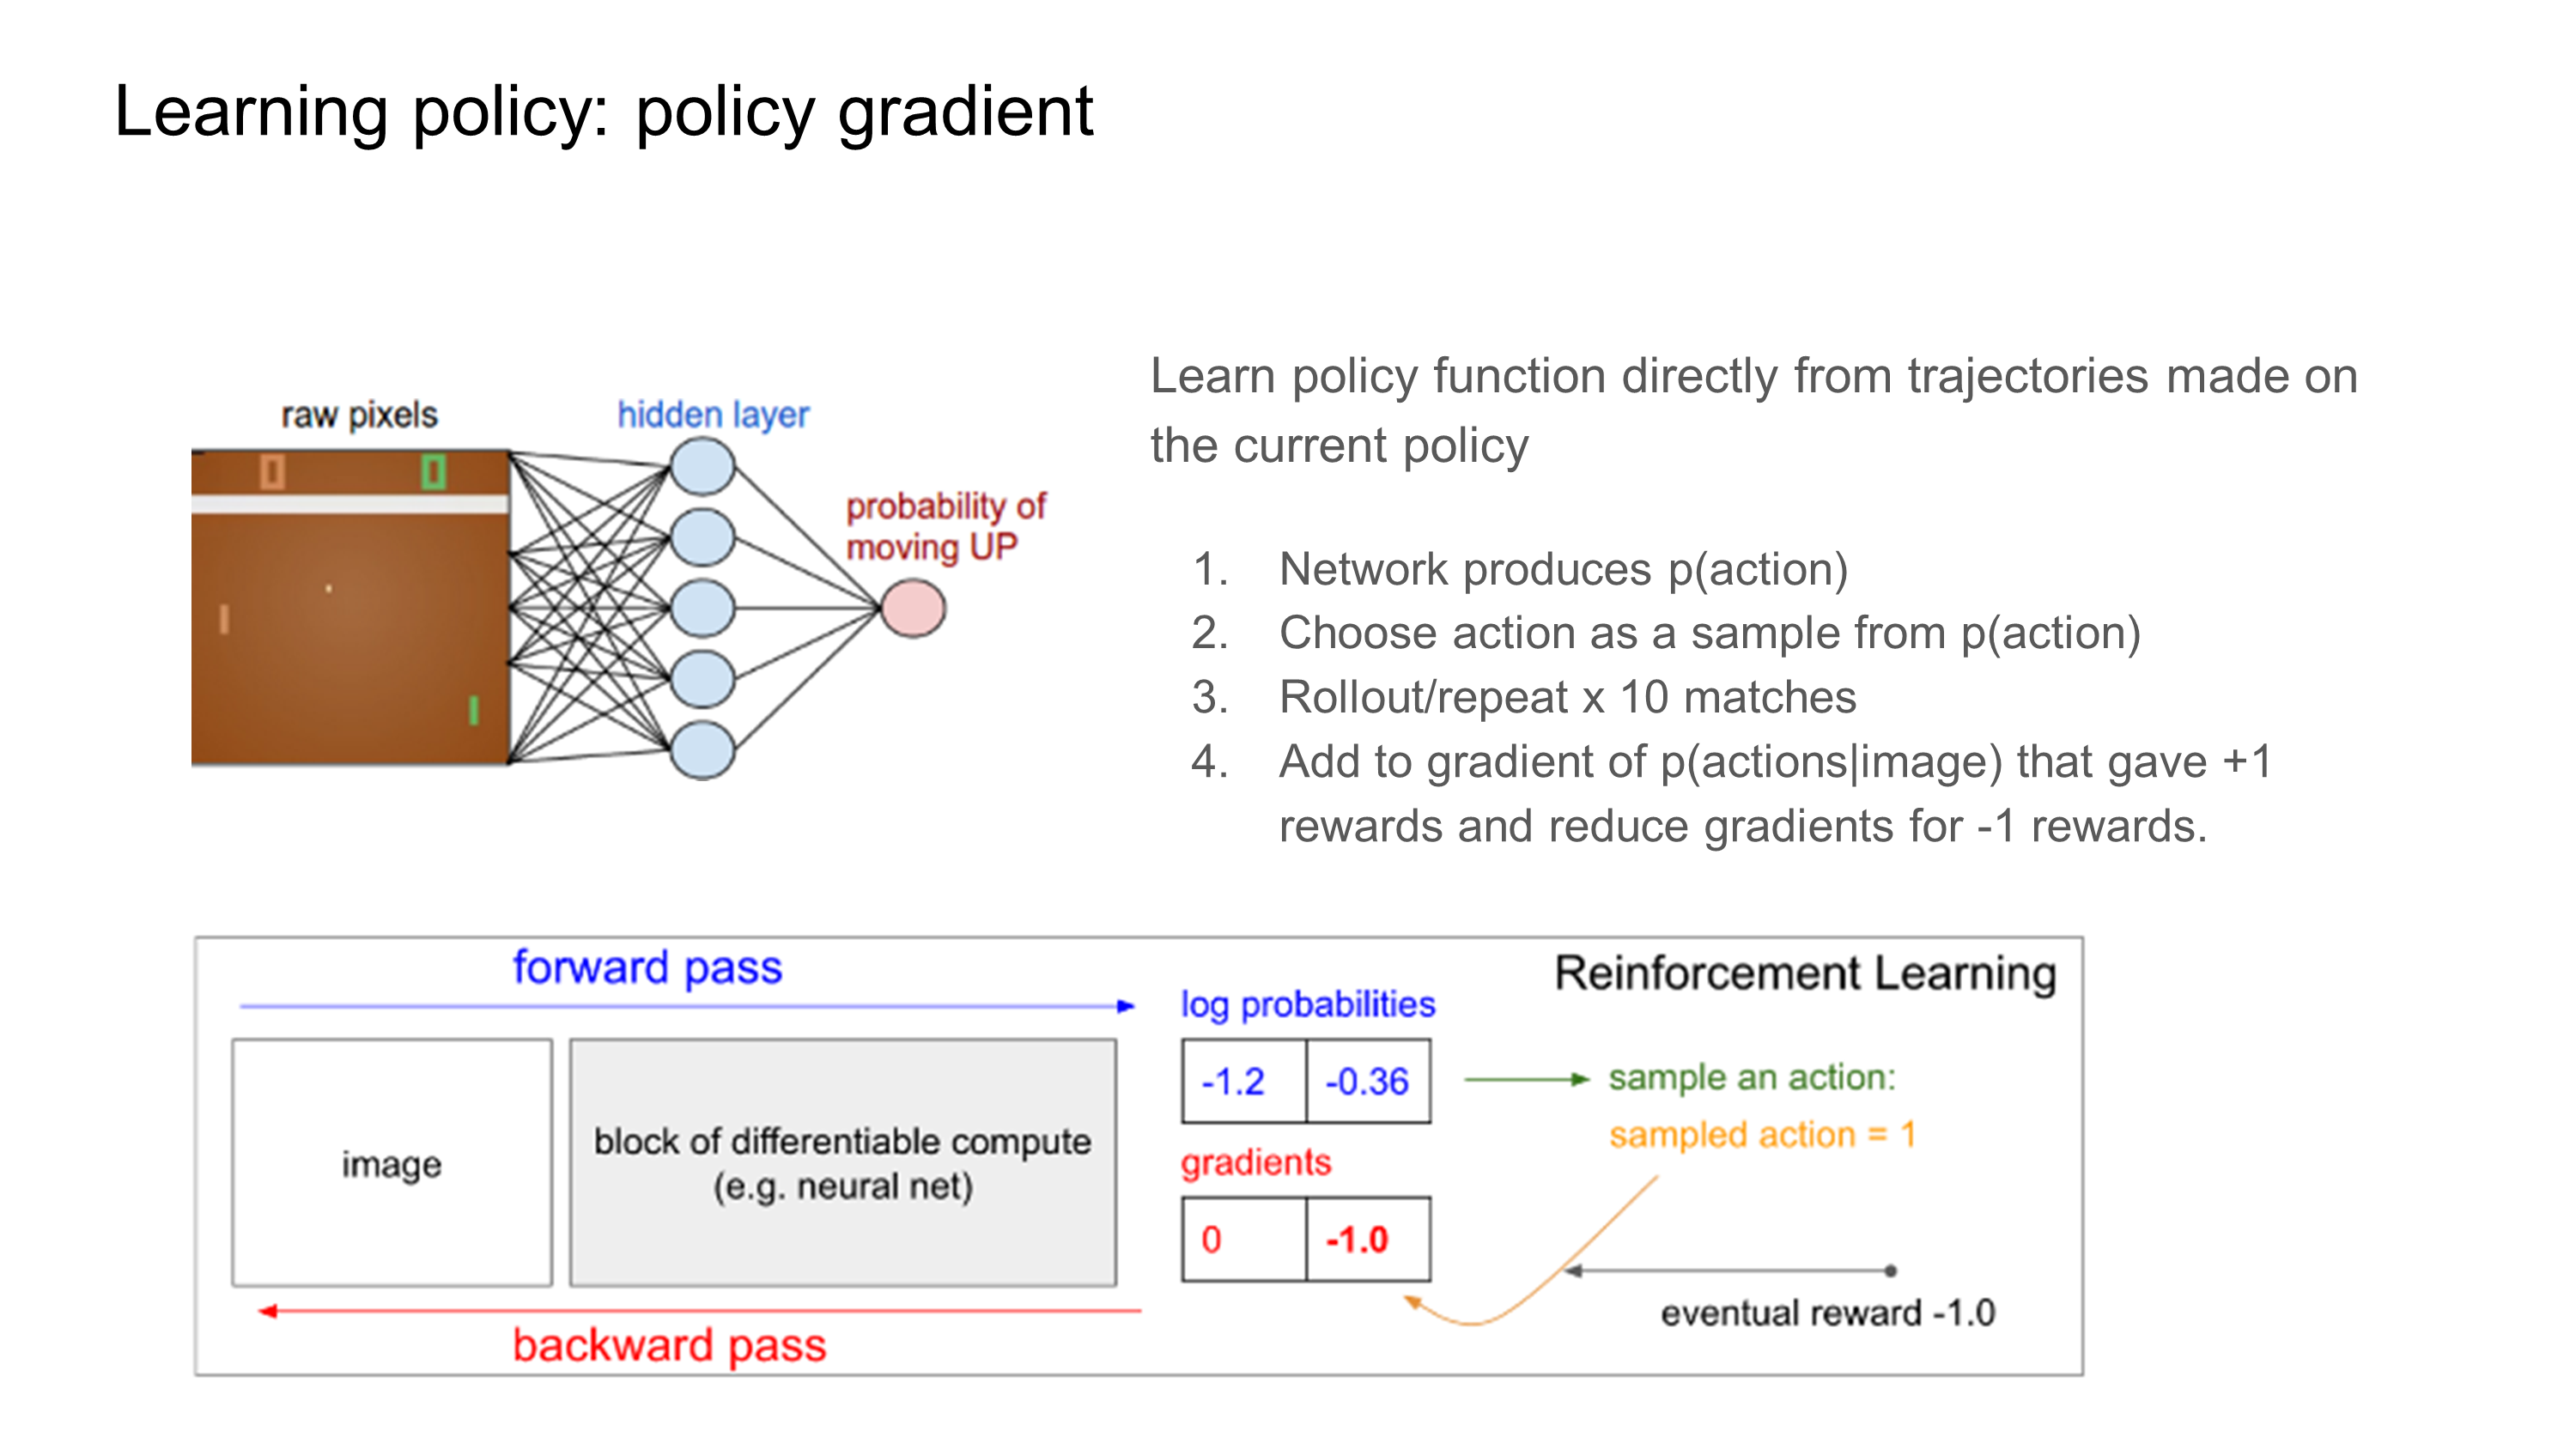 Learning policy: policy gradient
raw pixels
hidden layer
probability of
moving UP
Learn policy function directly from trajectories made on
the current policy
1. Network produces p(action)
2. Choose action as a sample from p(action)
3. Rollout/repeat x 10 matches
4. Add to gradient of p(actions|image) that gave +1
rewards and reduce gradients for -1 rewards.
forward pass
Reinforcement Learning
log probabilities
-1.2 -0.36
sample an action:
sampled action = 1
image
block of differentiable compute
(e.g. neural net)
gradients
0 -1.0
eventual reward -1.0
backward pass